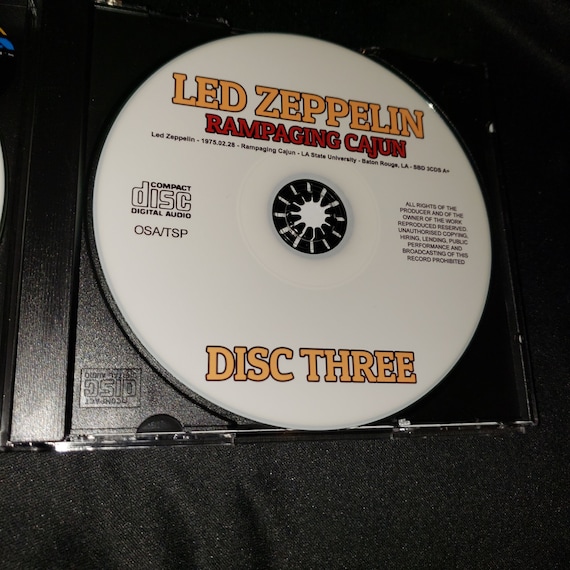 LED ZEPPELIN
RAMPAGING CAJUN
Led Zeppelin - 1975.02.28 - Rampaging Cajun - LA State University - Baton Rouge, LA - SBD 3CDS A+
COMPACT
disc
DIGITAL AUDIO
OSA/TSP
ALL RIGHTS OF THE
PRODUCER AND OF THE
OWNER OF THE WORK
REPRODUCED RESERVED.
UNAUTHORISED COPYING,
HIRING, LENDING, PUBLIC
PERFORMANCE AND
BROADCASTING OF THIS
RECORD PROHIBITED
DISC THREE